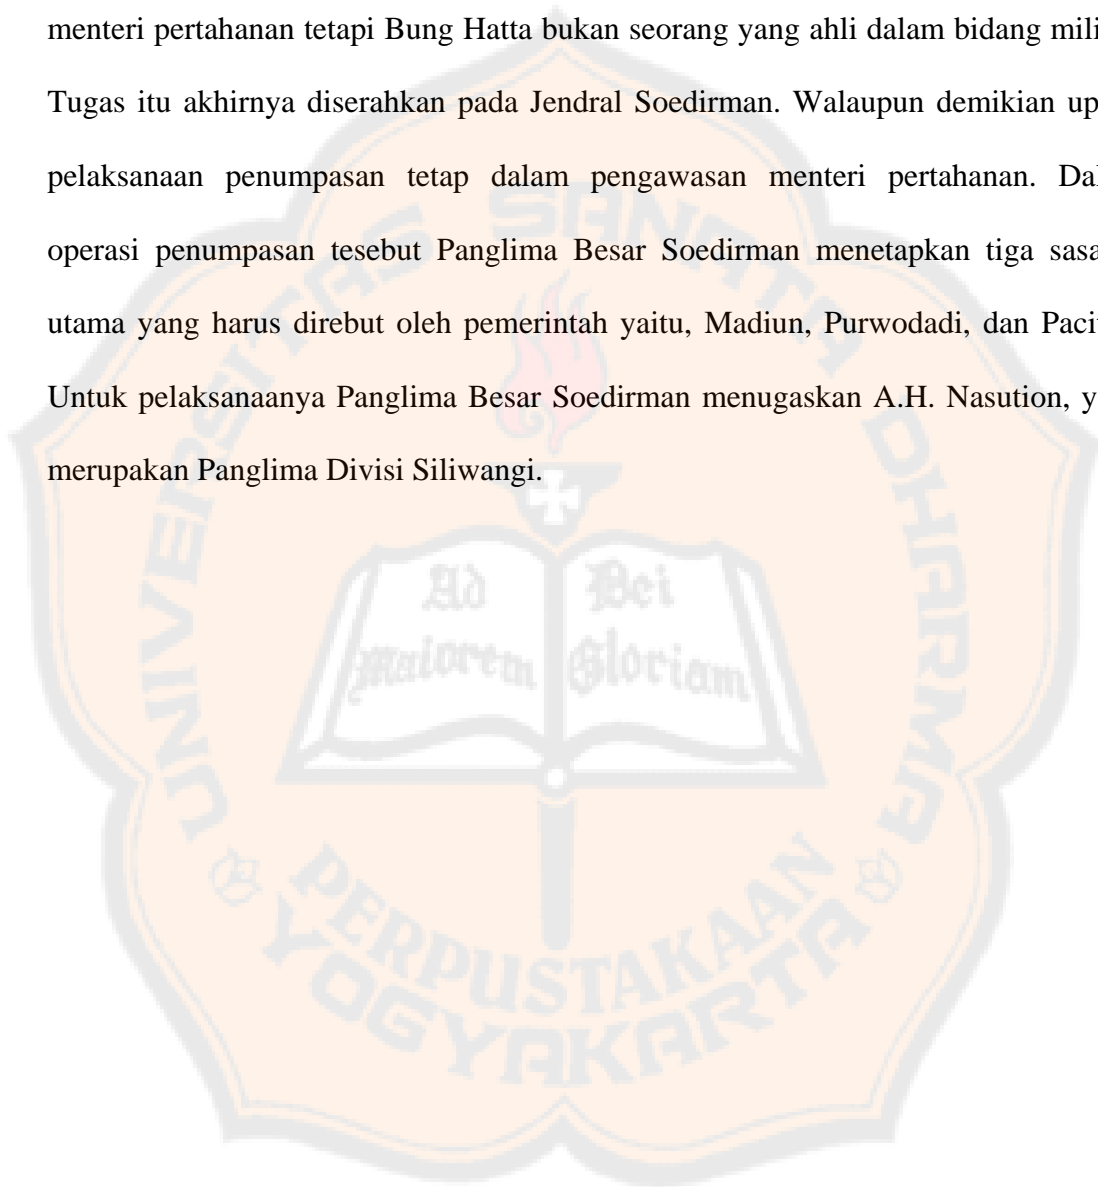 menteri pertahanan tetapi Bung Hatta bukan seorang yang ahli dalam bidang mili
Tugas itu akhirnya diserahkan pada Jendral Soedirman. Walaupun demikian up
pelaksanaan penumpasan tetap dalam pengawasan menteri pertahanan. Dal
operasi penumpasan tesebut Panglima Besar Soedirman menetapkan tiga sasa
utama yang harus direbut oleh pemerintah yaitu, Madiun, Purwodadi, dan Pacit
Untuk pelaksanaanya Panglima Besar Soedirman menugaskan A.H. Nasution, y
merupakan Panglima Divisi Siliwangi.
UNIVERSITAS SANATA DHARMA
Ad Dei
maiorem Gloriam
PERPUSTAKAAN
YOGYAKARTA